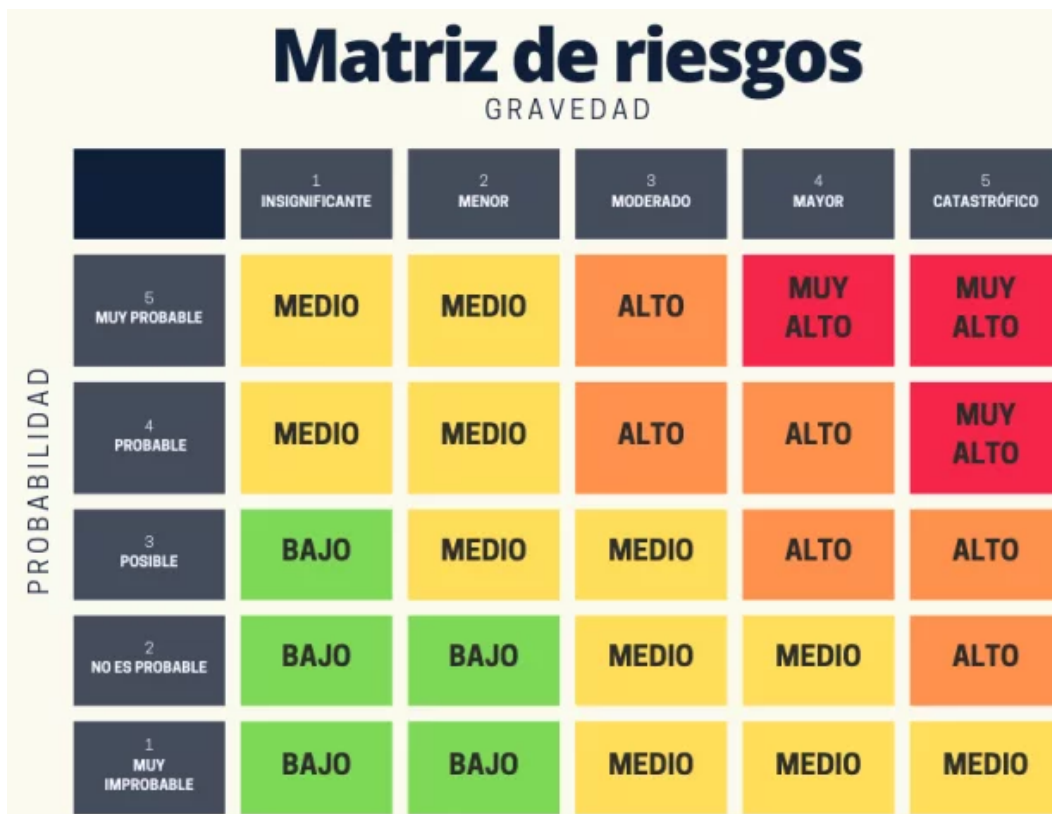 Matriz de riesgos
GRAVEDAD
1
INSIGNIFICANTE
2
MENOR
3
MODERADO
4
MAYOR
5
CATASTRÓFICO
PROBABILIDAD
5
MUY PROBABLE
MEDIO
MEDIO
ALTO
MUY
ALTO
MUY
ALTO
4
PROBABLE
MEDIO
MEDIO
ALTO
ALTO
MUY
ALTO
3
POSIBLE
BAJO
MEDIO
MEDIO
ALTO
ALTO
2
NO ES PROBABLE
BAJO
BAJO
MEDIO
MEDIO
ALTO
1
MUY
IMPROBABLE
BAJO
BAJO
MEDIO
MEDIO
MEDIO